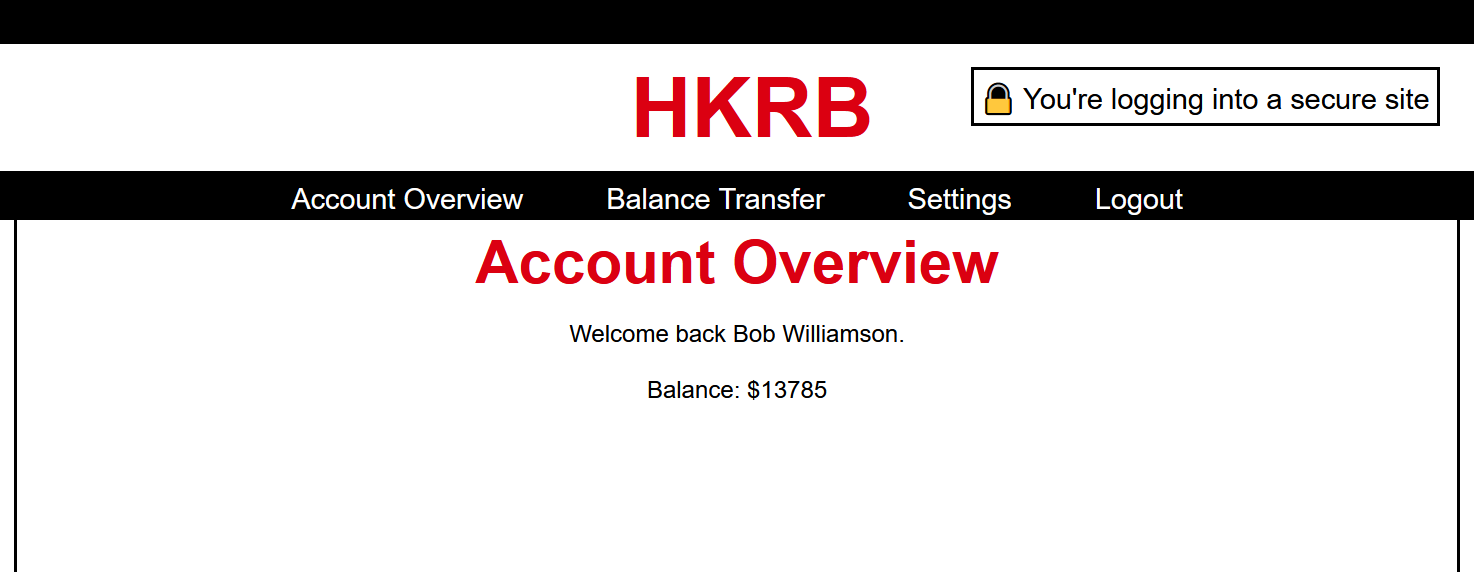 HKRB
You're logging into a secure site
Account Overview Balance Transfer Settings Logout
Account Overview
Welcome back Bob Williamson.
Balance: $13785